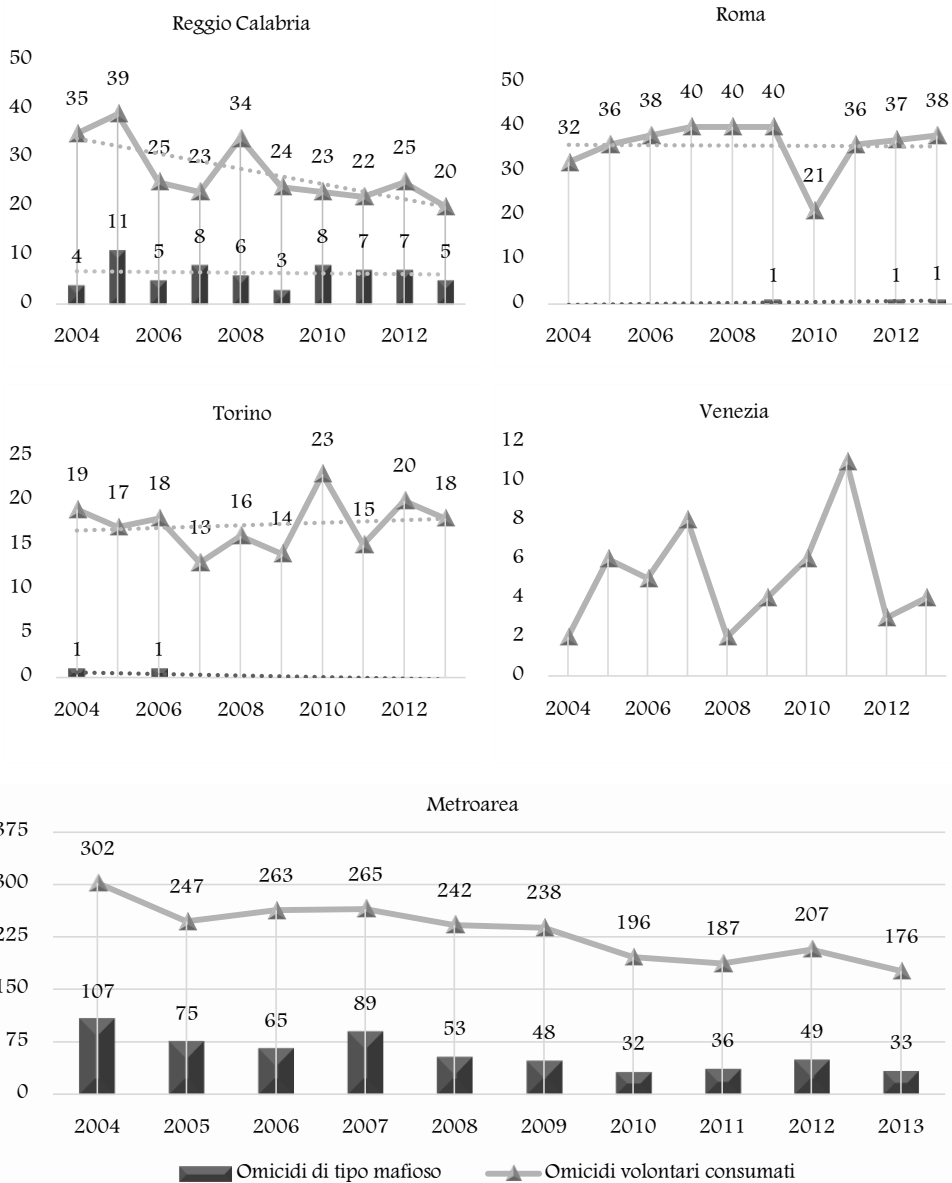 Reggio Calabria
50
40
30
20
10
0
35 39 25 23 34 24 23 22 25 20
4 11 5 8 6 3 8 7 7 5
2004 2006 2008 2010 2012
Roma
50
40
30
20
10
0
32 36 38 40 40 40 21 36 37 38
1 1 1
2004 2006 2008 2010 2012
Torino
25
20
15
10
5
0
19 17 18 13 16 14 23 15 20 18
1 1
2004 2006 2008 2010 2012
Venezia
12
10
8
6
4
2
0
2004 2006 2008 2010 2012
Metroarea
375
300
225
150
75
0
302 247 263 265 242 238 196 187 207 176
107 75 65 89 53 48 32 36 49 33
2004 2005 2006 2007 2008 2009 2010 2011 2012 2013
Omicidi di tipo mafioso Omicidi volontari consumati